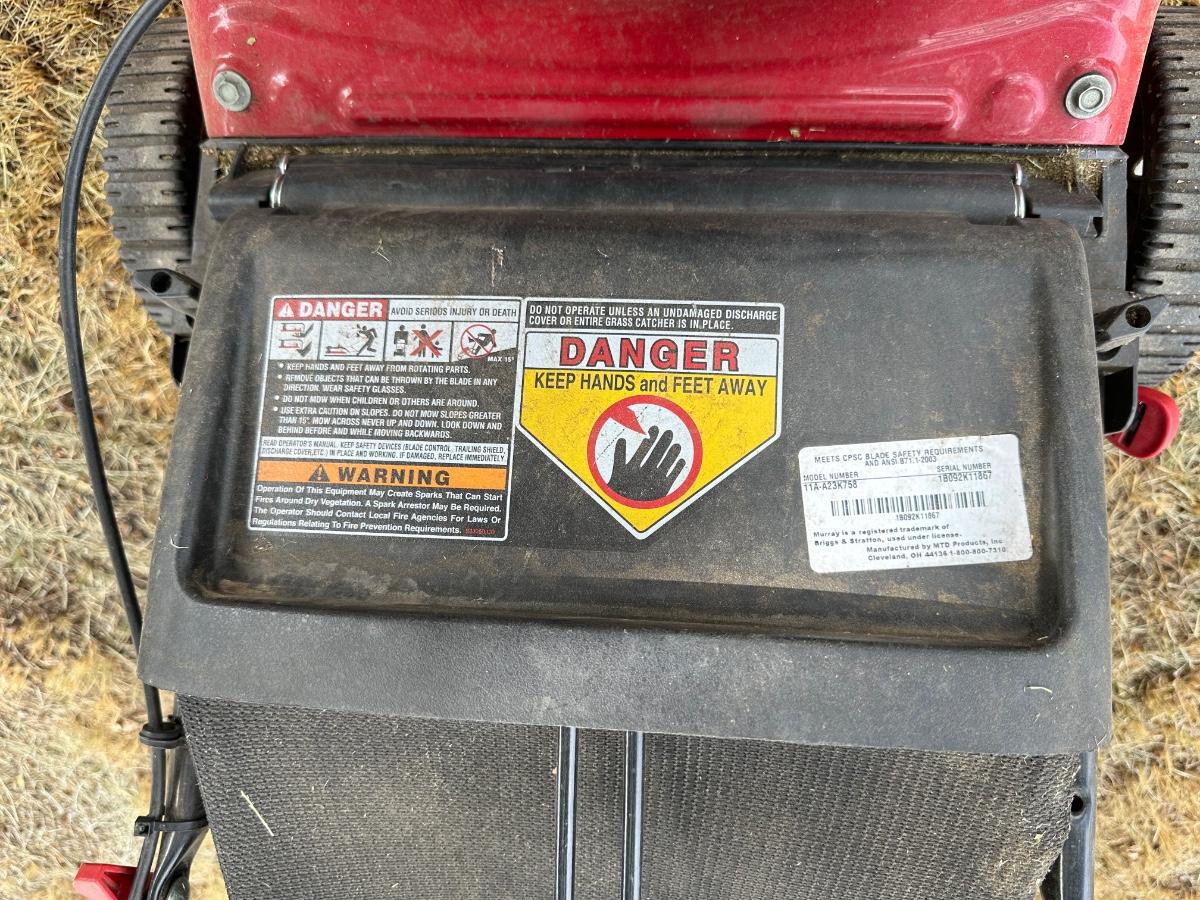 DANGER AVOID SERIOUS INJURY OR DEATH
MAX 15°
• KEEP HANDS AND FEET AWAY FROM ROTATING PARTS.
• REMOVE OBJECTS THAT CAN BE THROWN BY THE BLADE IN ANY
DIRECTION. WEAR SAFETY GLASSES.
• DO NOT MOW WHEN CHILDREN OR OTHERS ARE AROUND.
• USE EXTRA CAUTION ON SLOPES. DO NOT MOW SLOPES GREATER
THAN 15°. MOW ACROSS NEVER UP AND DOWN. LOOK DOWN AND
BEHIND BEFORE AND WHILE MOVING BACKWARDS.
READ OPERATOR'S MANUAL. KEEP SAFETY DEVICES (BLADE CONTROL, TRAILING SHIELD,
DISCHARGE COVER, ETC.) IN PLACE AND WORKING. IF DAMAGED, REPLACE IMMEDIATELY.
WARNING
Operation Of This Equipment May Create Sparks That Can Start
Fires Around Dry Vegetation. A Spark Arrestor May Be Required.
The Operator Should Contact Local Fire Agencies For Laws Or
Regulations Relating To Fire Prevention Requirements.
DO NOT OPERATE UNLESS AN UNDAMAGED DISCHARGE
COVER OR ENTIRE GRASS CATCHER IS IN PLACE.
DANGER
KEEP HANDS and FEET AWAY
MEETS CPSC BLADE SAFETY REQUIREMENTS
AND ANSI.B71.1-2003
MODEL NUMBER SERIAL NUMBER
11A-A23K758 1B092K11867
1B092K11867
Murray is a registered trademark of
Briggs & Stratton, used under license.
Manufactured by MTD Products, Inc
Cleveland, OH 44136 1-800-800-7310